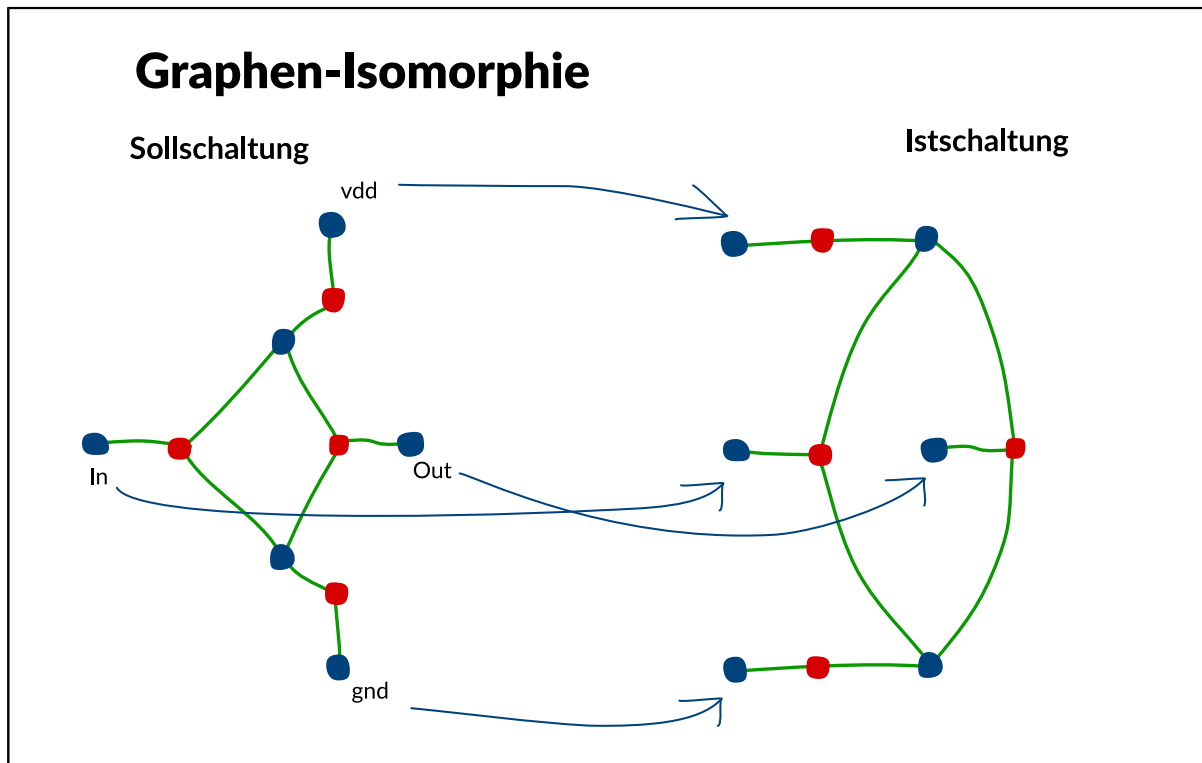 Graphen-Isomorphie
Sollschaltung
Istschaltung
vdd
In
Out
gnd